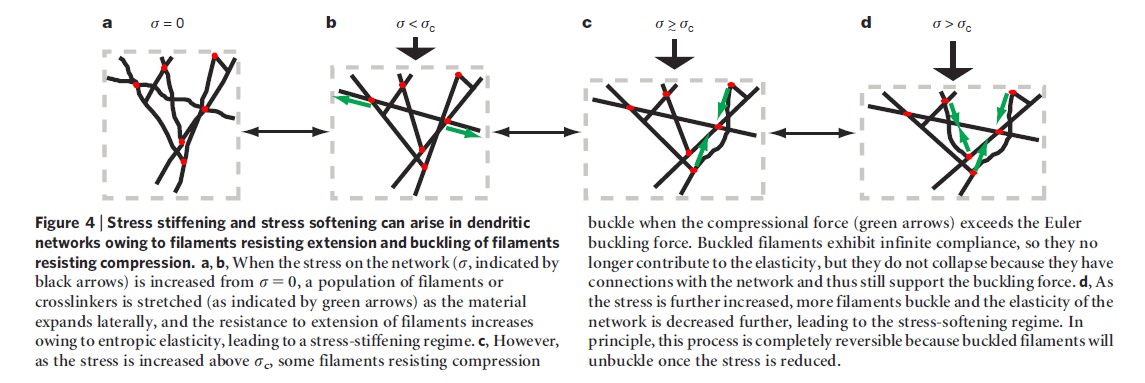 a σ = 0
b σ < σc
c σ ≳ σc
d σ > σc
Figure 4 | Stress stiffening and stress softening can arise in dendritic
networks owing to filaments resisting extension and buckling of filaments
resisting compression. a, b, When the stress on the network (σ, indicated by
black arrows) is increased from σ = 0, a population of filaments or
crosslinkers is stretched (as indicated by green arrows) as the material
expands laterally, and the resistance to extension of filaments increases
owing to entropic elasticity, leading to a stress-stiffening regime. c, However,
as the stress is increased above σc, some filaments resisting compression
buckle when the compressional force (green arrows) exceeds the Euler
buckling force. Buckled filaments exhibit infinite compliance, so they no
longer contribute to the elasticity, but they do not collapse because they have
connections with the network and thus still support the buckling force. d, As
the stress is further increased, more filaments buckle and the elasticity of the
network is decreased further, leading to the stress-softening regime. In
principle, this process is completely reversible because buckled filaments will
unbuckle once the stress is reduced.